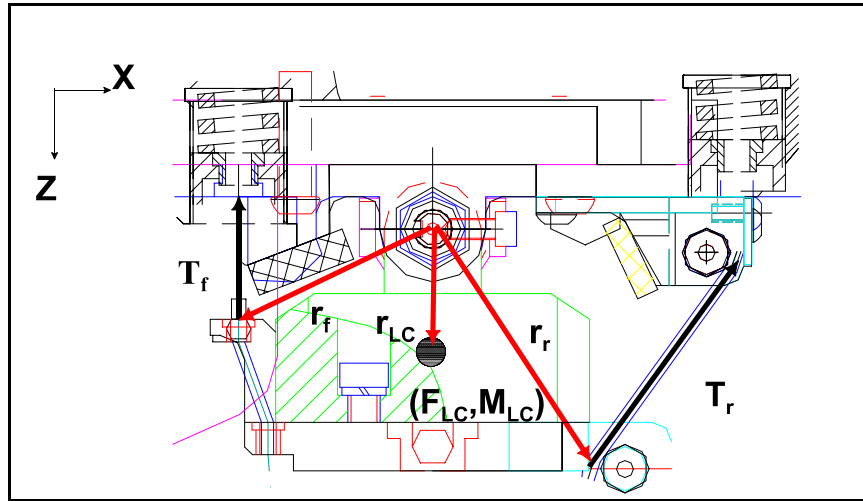 X
Z
T_f
r_f
r_LC
r_r
(F_LC,M_LC)
T_r